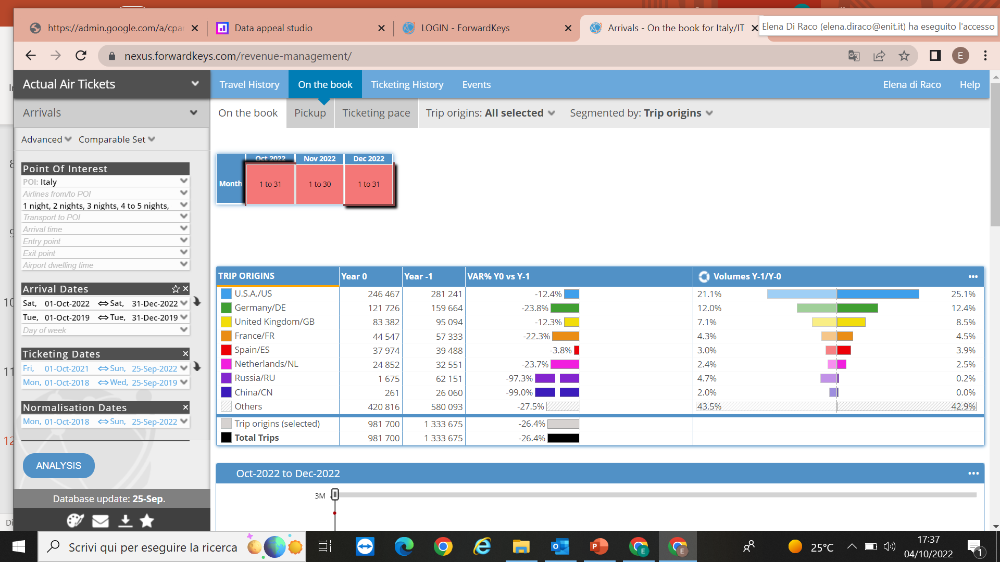 https://admin.google.com/a/cpa
Data appeal studio
LOGIN - ForwardKeys
Arrivals - On the book for Italy/IT
Elena Di Raco (elena.diraco@enit.it) ha eseguito l'accesso
nexus.forwardkeys.com/revenue-management/
E
Actual Air Tickets
Travel History
On the book
Ticketing History
Events
Elena di Raco
Help
Arrivals
On the book
Pickup
Ticketing pace
Trip origins: All selected
Segmented by: Trip origins
Advanced
Comparable Set
Point Of Interest
POI: Italy
Airlines from/to POI
1 night, 2 nights, 3 nights, 4 to 5 nights,
Transport to POI
Arrival time
Entry point
Exit point
Airport dwelling time
Arrival Dates
Sat, 01-Oct-2022 ⇔ Sat, 31-Dec-2022
Tue, 01-Oct-2019 ⇔ Tue, 31-Dec-2019
Day of week
Ticketing Dates
Fri, 01-Oct-2021 ⇔ Sun, 25-Sep-2022
Mon, 01-Oct-2018 ⇔ Wed, 25-Sep-2019
Normalisation Dates
Mon, 01-Oct-2018 ⇔ Sun, 25-Sep-2022
ANALYSIS
Database update: 25-Sep.
Oct 2022 Nov 2022 Dec 2022
Month 1 to 31 1 to 30 1 to 31
TRIP ORIGINS Year 0 Year -1 VAR% Y0 vs Y-1 Volumes Y-1/Y-0
U.S.A./US 246 467 281 241 -12.4% 21.1% 25.1%
Germany/DE 121 726 159 664 -23.8% 12.0% 12.4%
United Kingdom/GB 83 382 95 094 -12.3% 7.1% 8.5%
France/FR 44 547 57 333 -22.3% 4.3% 4.5%
Spain/ES 37 974 39 488 -3.8% 3.0% 3.9%
Netherlands/NL 24 852 32 551 -23.7% 2.4% 2.5%
Russia/RU 1 675 62 151 -97.3% 4.7% 0.2%
China/CN 261 26 060 -99.0% 2.0% 0.0%
Others 420 816 580 093 -27.5% 43.5% 42.9%
Trip origins (selected) 981 700 1 333 675 -26.4%
Total Trips 981 700 1 333 675 -26.4%
Oct-2022 to Dec-2022
3M
8
9
10
11
12
Di
Scrivi qui per eseguire la ricerca
25°C
17:37
04/10/2022
1